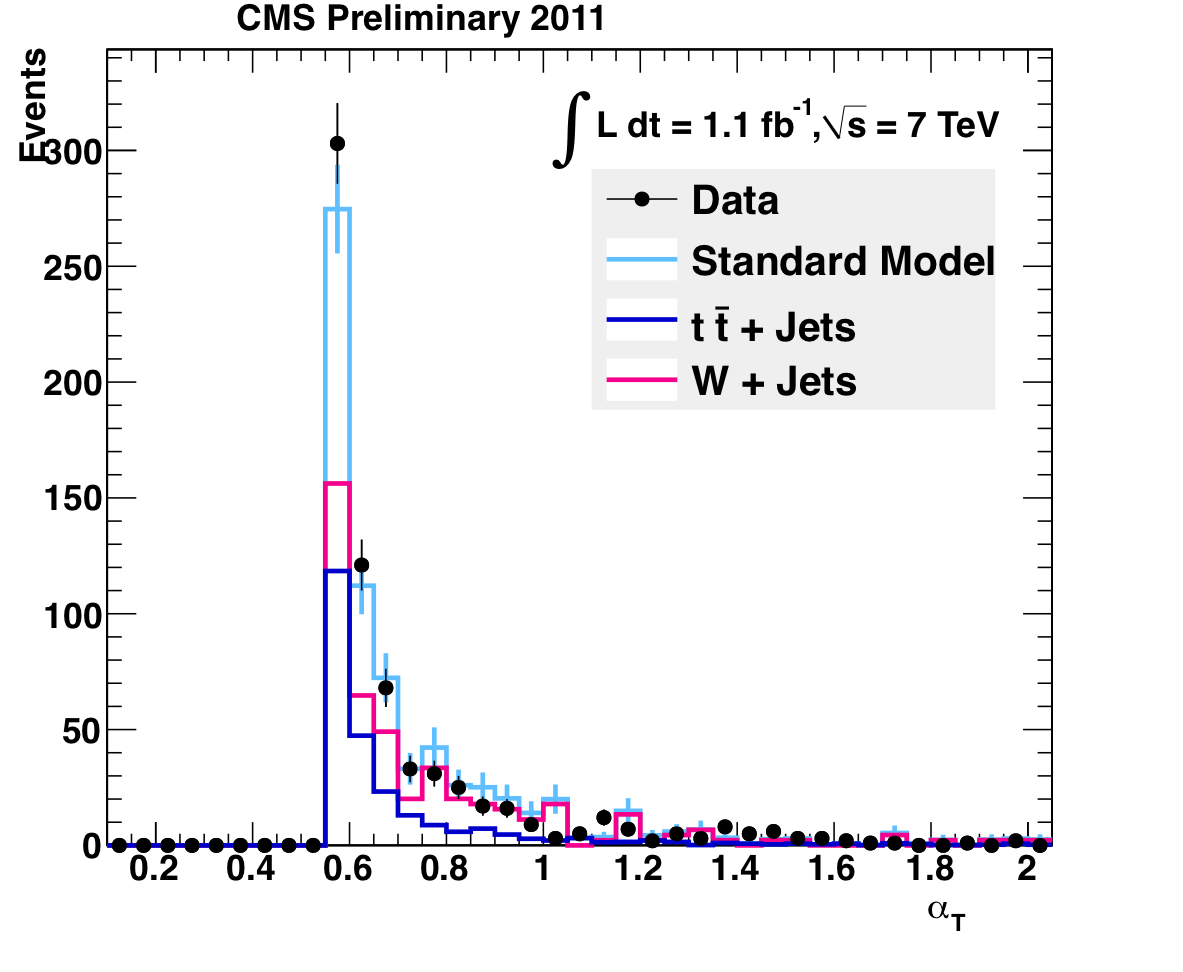 CMS Preliminary 2011
Events
∫ L dt = 1.1 fb⁻¹,√s = 7 TeV
Data
Standard Model
t t̄ + Jets
W + Jets
300
250
200
150
100
50
0
0.2 0.4 0.6 0.8 1 1.2 1.4 1.6 1.8 2
α_T